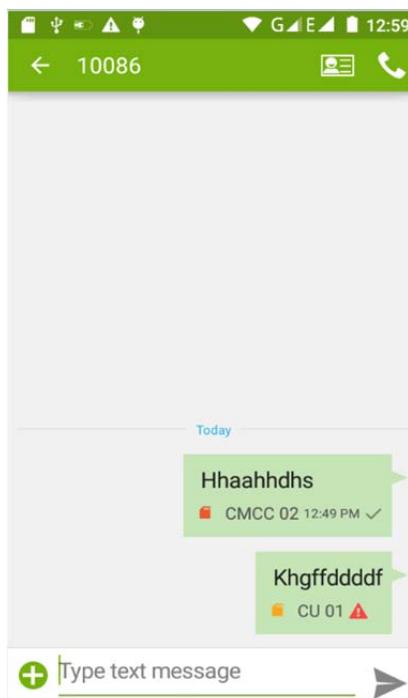 G E 12:59
10086
Today
Hhaahhdhs
CMCC 02 12:49 PM
Khgffddddf
CU 01
Type text message